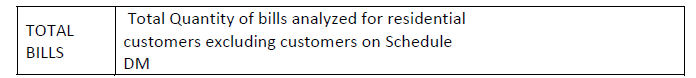 TOTAL
BILLS
Total Quantity of bills analyzed for residential
customers excluding customers on Schedule
DM